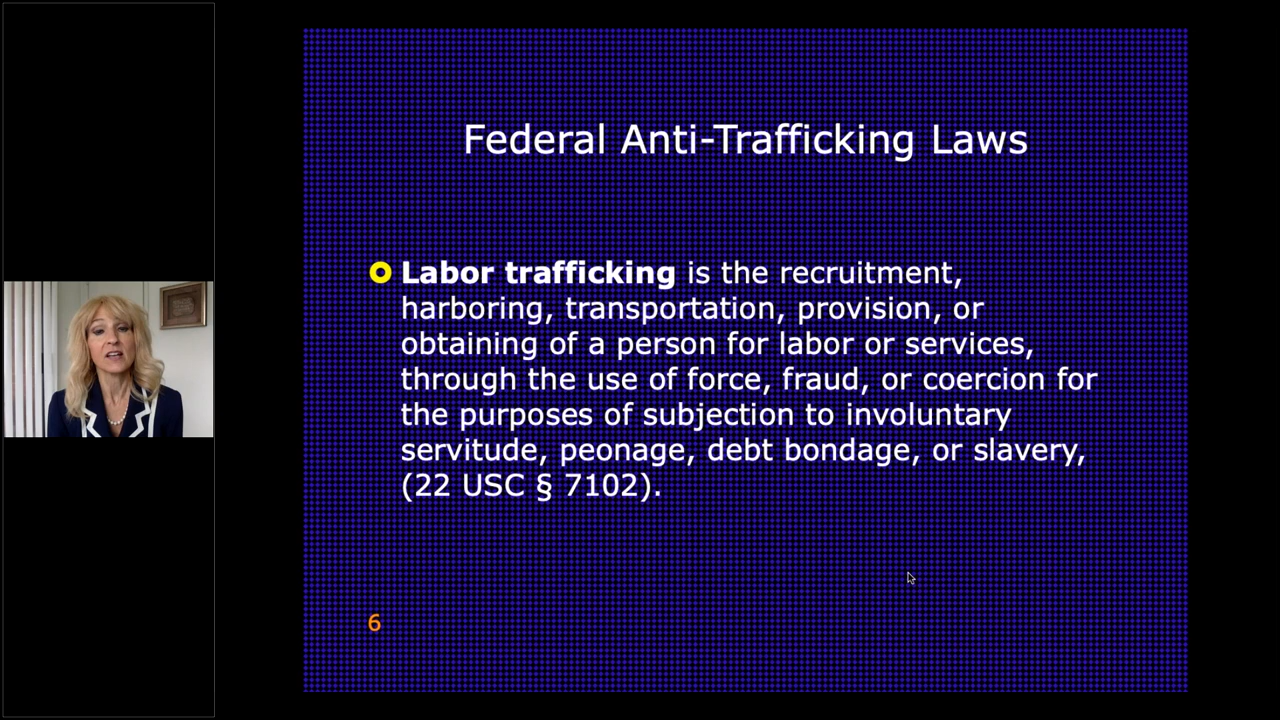 Federal Anti-Trafficking Laws
Labor trafficking is the recruitment,
harboring, transportation, provision, or
obtaining of a person for labor or services,
through the use of force, fraud, or coercion for
the purposes of subjection to involuntary
servitude, peonage, debt bondage, or slavery,
(22 USC § 7102).
6